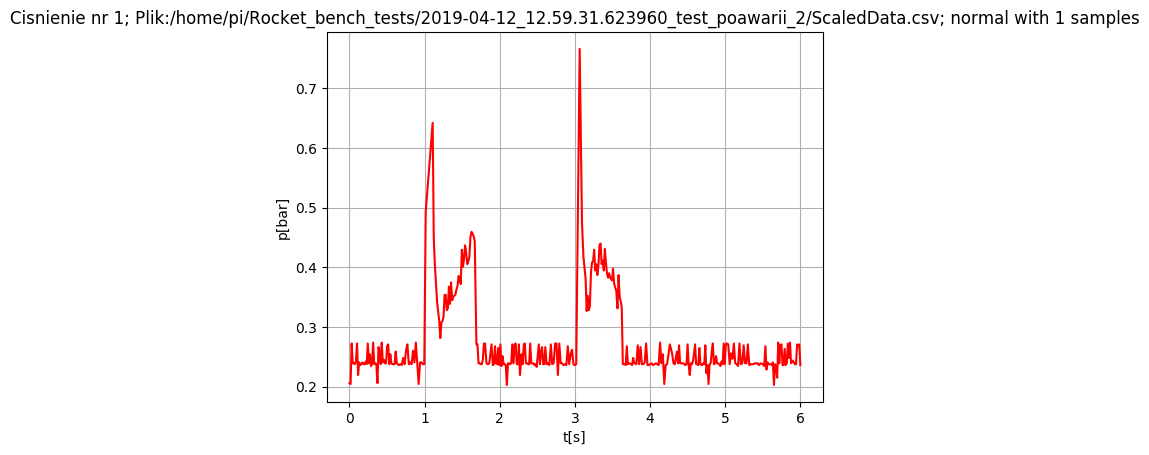 Cisnienie nr 1; Plik:/home/pi/Rocket_bench_tests/2019-04-12_12.59.31.623960_test_poawarii_2/ScaledData.csv; normal with 1 samples
p[bar]
0.7
0.6
0.5
0.4
0.3
0.2
0 1 2 3 4 5 6
t[s]